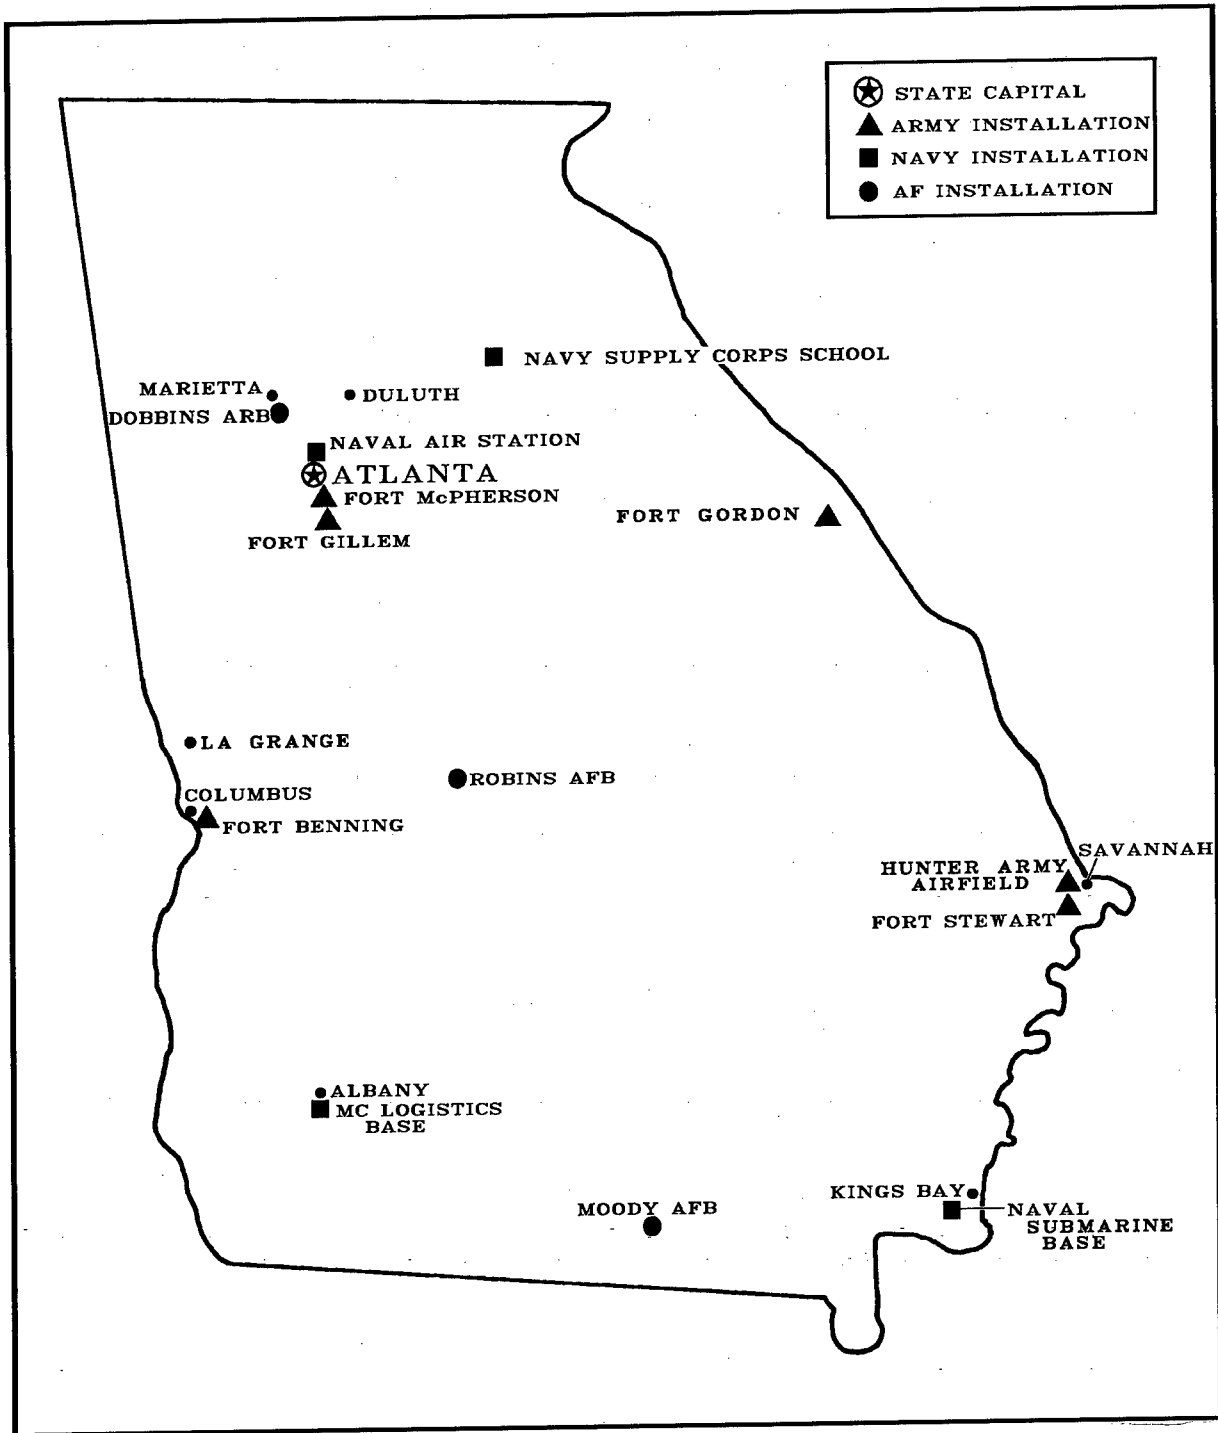 STATE CAPITAL
ARMY INSTALLATION
NAVY INSTALLATION
AF INSTALLATION
NAVY SUPPLY CORPS SCHOOL
MARIETTA
DULUTH
DOBBINS ARB
NAVAL AIR STATION
ATLANTA
FORT McPHERSON
FORT GORDON
FORT GILLEM
LA GRANGE
ROBINS AFB
COLUMBUS
FORT BENNING
SAVANNAH
HUNTER ARMY
AIRFIELD
FORT STEWART
ALBANY
MC LOGISTICS
BASE
KINGS BAY
MOODY AFB
NAVAL
SUBMARINE
BASE